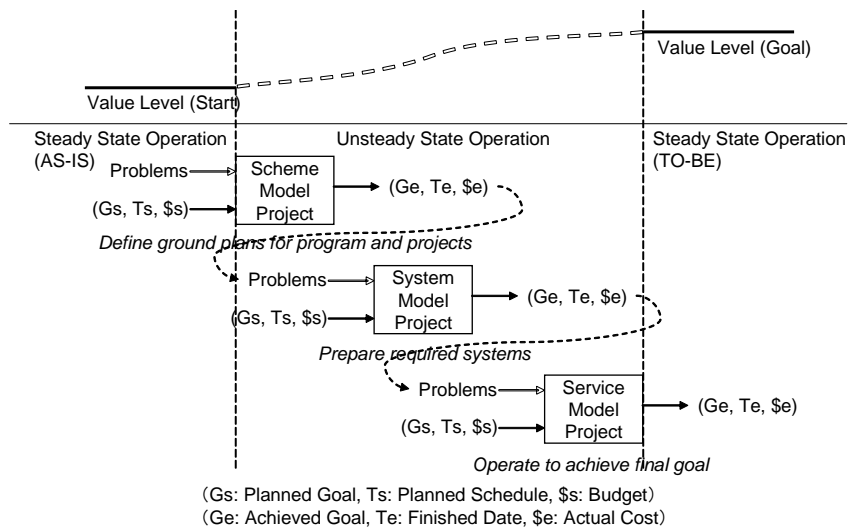 Value Level (Goal)
Value Level (Start)
Steady State Operation
(AS-IS)
Unsteady State Operation
Steady State Operation
(TO-BE)
Problems
(Gs, Ts, $s)
Scheme
Model
Project
(Ge, Te, $e)
Define ground plans for program and projects
Problems
(Gs, Ts, $s)
System
Model
Project
(Ge, Te, $e)
Prepare required systems
Problems
(Gs, Ts, $s)
Service
Model
Project
(Ge, Te, $e)
Operate to achieve final goal
(Gs: Planned Goal, Ts: Planned Schedule, $s: Budget)
(Ge: Achieved Goal, Te: Finished Date, $e: Actual Cost)